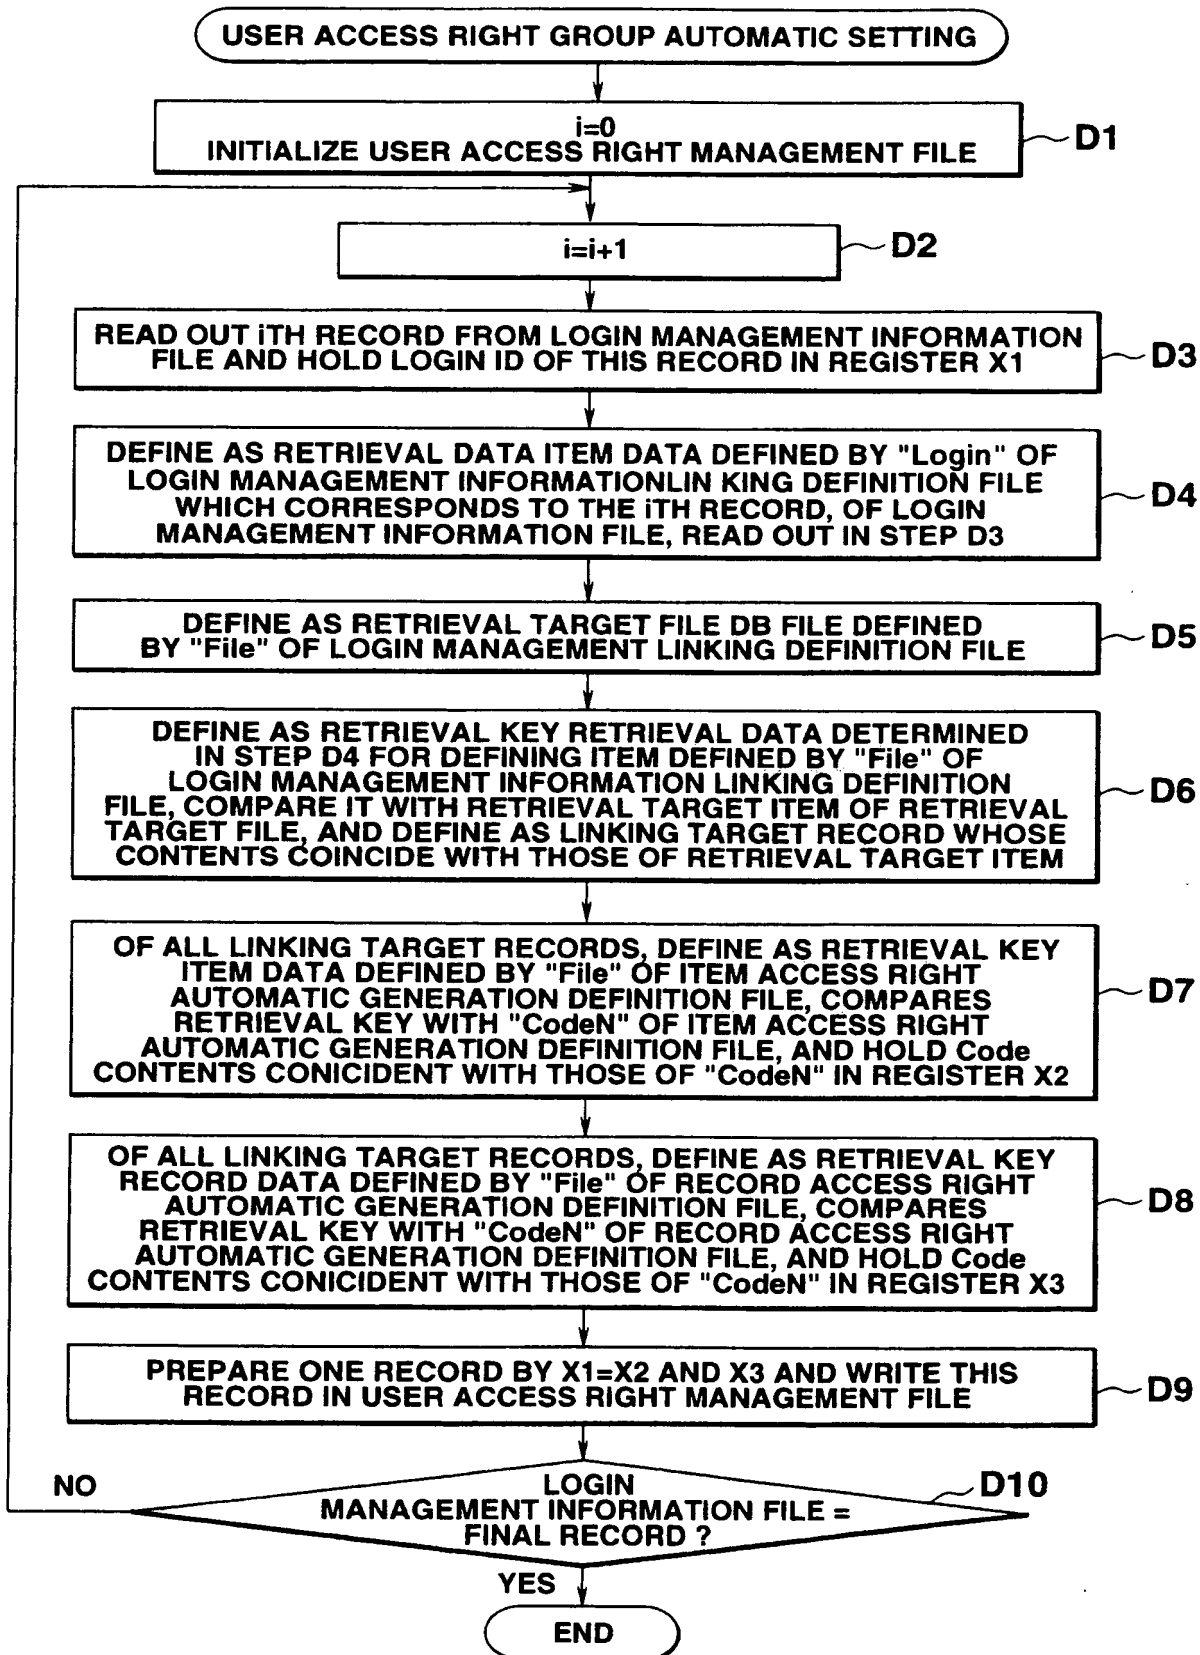 USER ACCESS RIGHT GROUP AUTOMATIC SETTING
i=0
INITIALIZE USER ACCESS RIGHT MANAGEMENT FILE
D1
i=i+1
D2
READ OUT iTH RECORD FROM LOGIN MANAGEMENT INFORMATION
FILE AND HOLD LOGIN ID OF THIS RECORD IN REGISTER X1
D3
DEFINE AS RETRIEVAL DATA ITEM DATA DEFINED BY "Login" OF
LOGIN MANAGEMENT INFORMATIONLIN KING DEFINITION FILE
WHICH CORRESPONDS TO THE iTH RECORD, OF LOGIN
MANAGEMENT INFORMATION FILE, READ OUT IN STEP D3
D4
DEFINE AS RETRIEVAL TARGET FILE DB FILE DEFINED
BY "File" OF LOGIN MANAGEMENT LINKING DEFINITION FILE
D5
DEFINE AS RETRIEVAL KEY RETRIEVAL DATA DETERMINED
IN STEP D4 FOR DEFINING ITEM DEFINED BY "File" OF
LOGIN MANAGEMENT INFORMATION LINKING DEFINITION
FILE, COMPARE IT WITH RETRIEVAL TARGET ITEM OF RETRIEVAL
TARGET FILE, AND DEFINE AS LINKING TARGET RECORD WHOSE
CONTENTS COINCIDE WITH THOSE OF RETRIEVAL TARGET ITEM
D6
OF ALL LINKING TARGET RECORDS, DEFINE AS RETRIEVAL KEY
ITEM DATA DEFINED BY "File" OF ITEM ACCESS RIGHT
AUTOMATIC GENERATION DEFINITION FILE, COMPARES
RETRIEVAL KEY WITH "CodeN" OF ITEM ACCESS RIGHT
AUTOMATIC GENERATION DEFINITION FILE, AND HOLD Code
CONTENTS CONICIDENT WITH THOSE OF "CodeN" IN REGISTER X2
D7
OF ALL LINKING TARGET RECORDS, DEFINE AS RETRIEVAL KEY
RECORD DATA DEFINED BY "File" OF RECORD ACCESS RIGHT
AUTOMATIC GENERATION DEFINITION FILE, COMPARES
RETRIEVAL KEY WITH "CodeN" OF RECORD ACCESS RIGHT
AUTOMATIC GENERATION DEFINITION FILE, AND HOLD Code
CONTENTS CONICIDENT WITH THOSE OF "CodeN" IN REGISTER X3
D8
PREPARE ONE RECORD BY X1=X2 AND X3 AND WRITE THIS
RECORD IN USER ACCESS RIGHT MANAGEMENT FILE
D9
NO
LOGIN
MANAGEMENT INFORMATION FILE =
FINAL RECORD ?
D10
YES
END